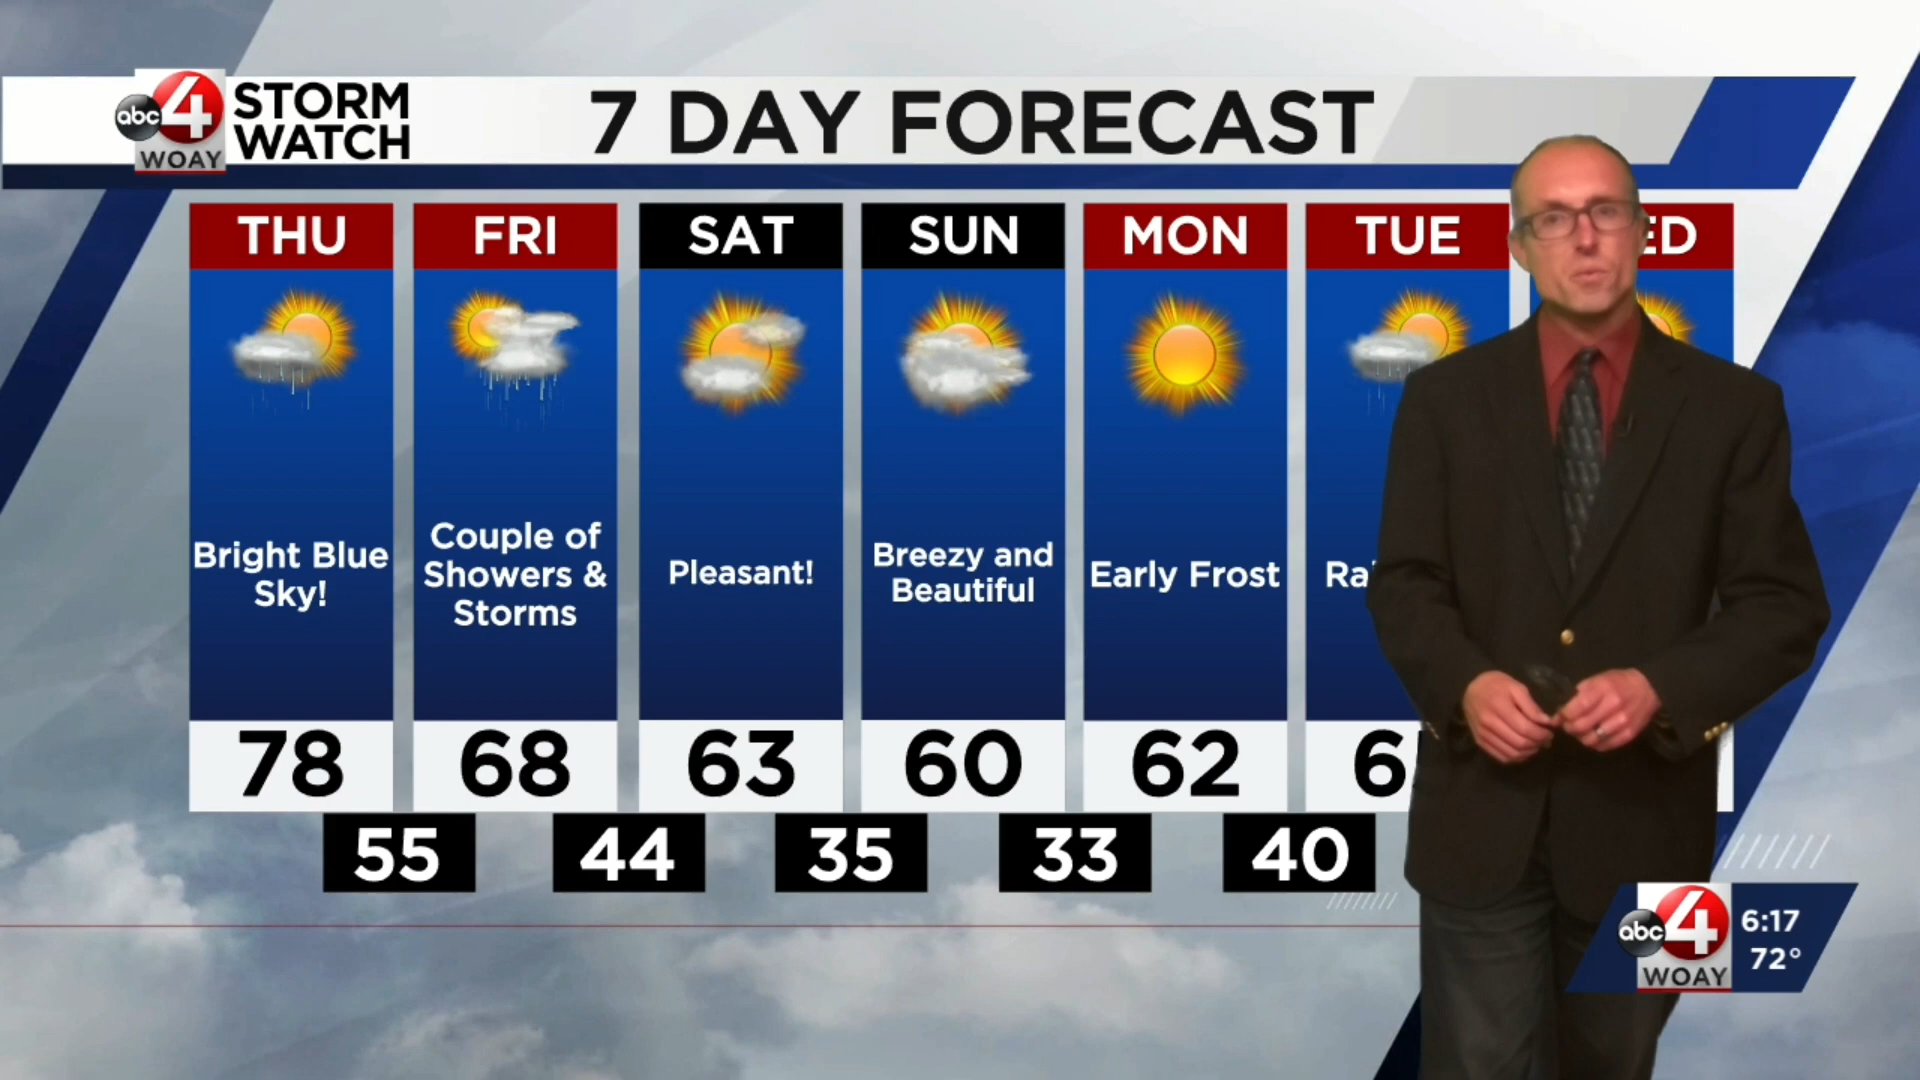 abc 4
WOAY
STORM
WATCH
7 DAY FORECAST
THU
FRI
SAT
SUN
MON
TUE
Bright Blue
Sky!
Couple of
Showers &
Storms
Pleasant!
Breezy and
Beautiful
Early Frost
78
68
63
60
62
55
44
35
33
40
abc 4
WOAY
6:17
72°